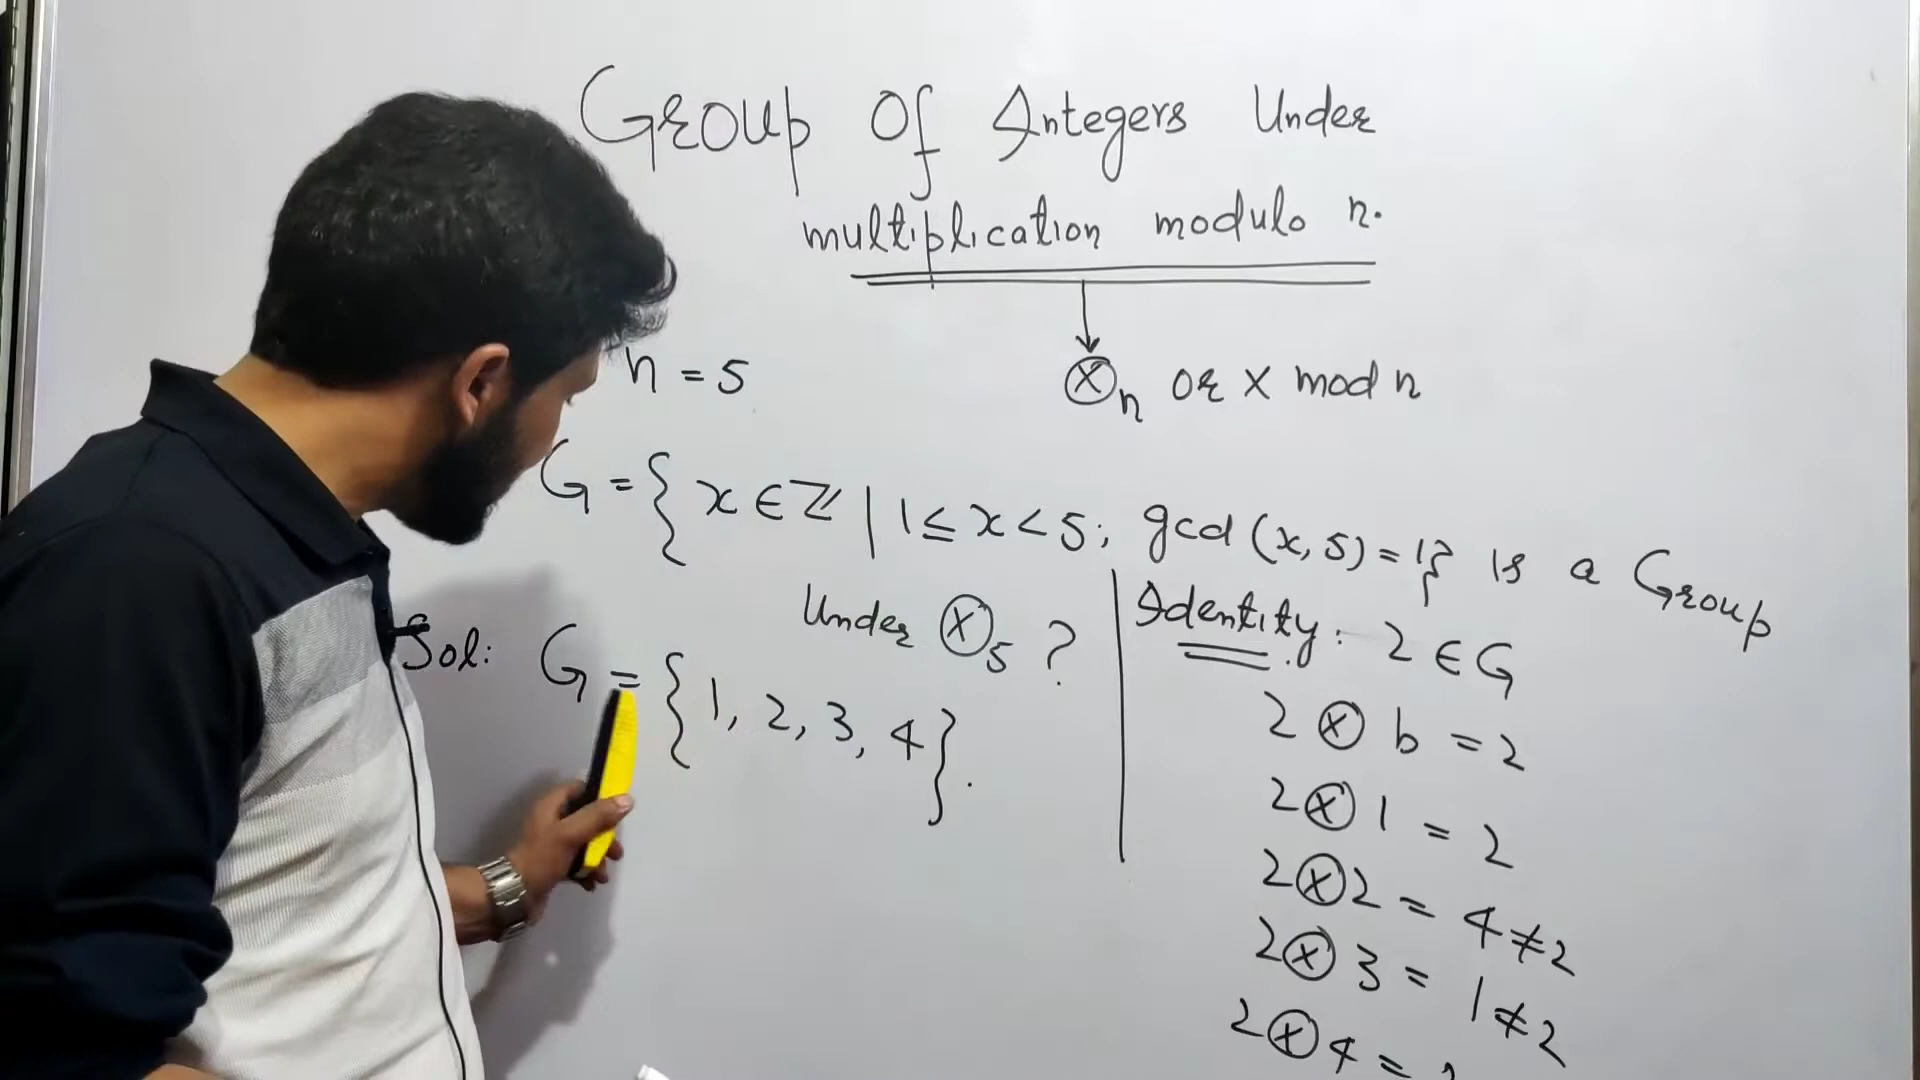 Group Of Integers Under
multiplication modulo n.
ⓧn or x mod n
n = 5
G = { x ∈ ℤ | 1 ≤ x < 5; gcd (x, 5) = 1} is a Group
Under ⓧ5 ?
Sol: G = {1, 2, 3, 4}.
Identity: 2 ∈ G
2 ⓧ b = 2
2 ⓧ 1 = 2
2 ⓧ 2 = 4 ≠ 2
2 ⓧ 3 = 1 ≠ 2
2 ⓧ 4 =